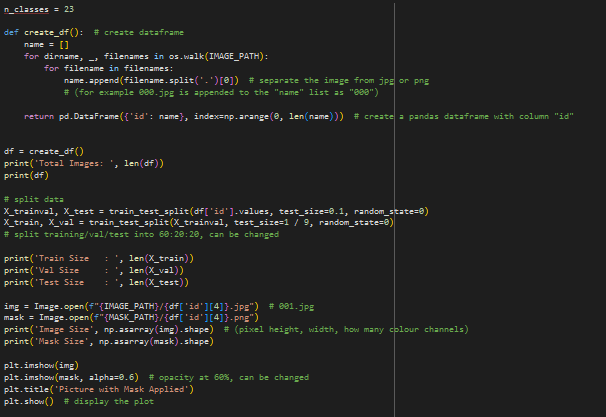 n_classes = 23
def create_df():  # create dataframe
    name = []
    for dirname, _, filenames in os.walk(IMAGE_PATH):
        for filename in filenames:
            name.append(filename.split('.')[0])  # separate the image from jpg or png
            # (for example 000.jpg is appended to the "name" list as "000")
    return pd.DataFrame({'id': name}, index=np.arange(0, len(name)))  # create a pandas dataframe with column "id"
df = create_df()
print('Total Images: ', len(df))
print(df)
# split data
X_trainval, X_test = train_test_split(df['id'].values, test_size=0.1, random_state=0)
X_train, X_val = train_test_split(X_trainval, test_size=1 / 9, random_state=0)
# split training/val/test into 60:20:20, can be changed
print('Train Size   : ', len(X_train))
print('Val Size     : ', len(X_val))
print('Test Size    : ', len(X_test))
img = Image.open(f"{IMAGE_PATH}/{df['id'][4]}.jpg")  # 001.jpg
mask = Image.open(f"{MASK_PATH}/{df['id'][4]}.png")
print('Image Size', np.asarray(img).shape)  # (pixel height, width, how many colour channels)
print('Mask Size', np.asarray(mask).shape)
plt.imshow(img)
plt.imshow(mask, alpha=0.6)  # opacity at 60%, can be changed
plt.title('Picture with Mask Applied')
plt.show()  # display the plot